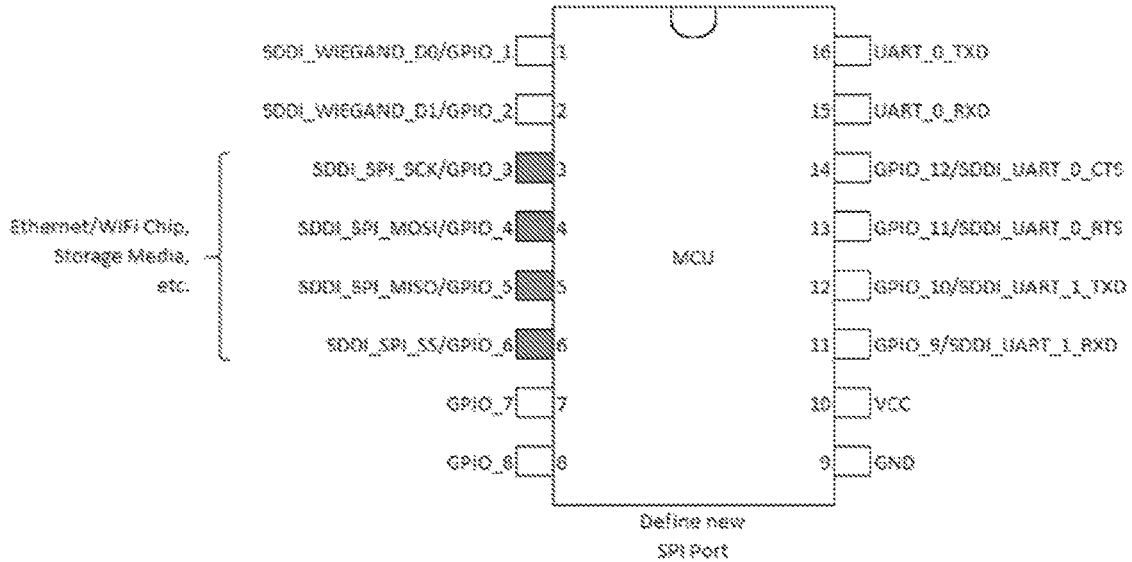 SDDI_WIEGAND_D0/GPIO_1 1
SDDI_WIEGAND_D1/GPIO_2 2
SDDI_SPI_SCK/GPIO_3 3
SDDI_SPI_MOSI/GPIO_4 4
SDDI_SPI_MISO/GPIO_5 5
SDDI_SPI_SS/GPIO_6 6
GPIO_7 7
GPIO_8 8
Ethernet/WiFi Chip,
Storage Media,
etc.
MCU
16 UART_0_TXD
15 UART_0_RXD
14 GPIO_12/SDDI_UART_0_CTS
13 GPIO_11/SDDI_UART_0_RTS
12 GPIO_10/SDDI_UART_1_TXD
11 GPIO_9/SDDI_UART_1_RXD
10 VCC
9 GND
Define new
SPI Port